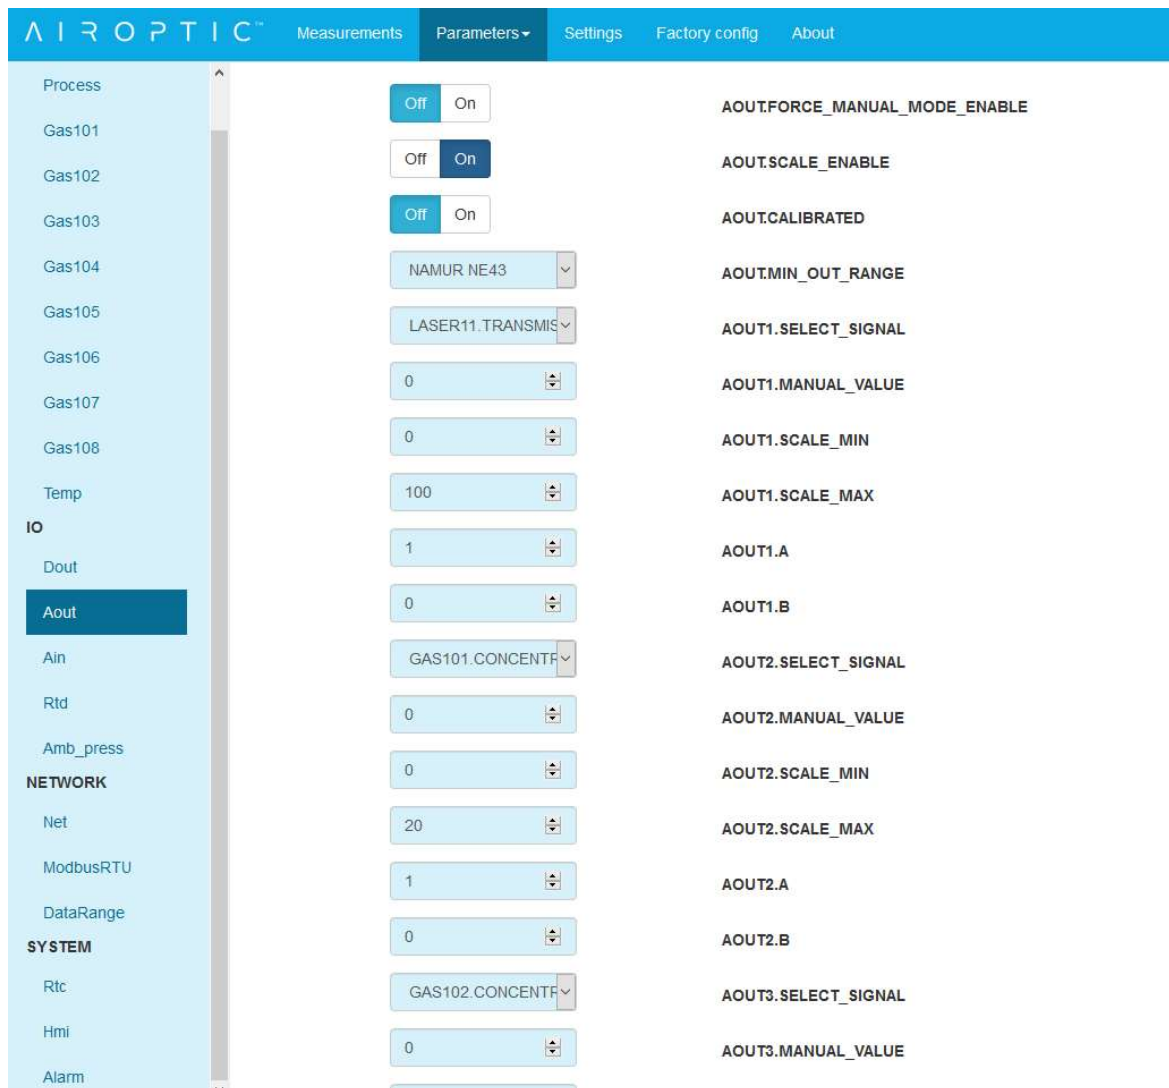 AIROPTIC™ Measurements Parameters Settings Factory config About
Process
Gas101
Gas102
Gas103
Gas104
Gas105
Gas106
Gas107
Gas108
Temp
IO
Dout
Aout
Ain
Rtd
Amb_press
NETWORK
Net
ModbusRTU
DataRange
SYSTEM
Rtc
Hmi
Alarm
Off On AOUT.FORCE_MANUAL_MODE_ENABLE
Off On AOUT.SCALE_ENABLE
Off On AOUT.CALIBRATED
NAMUR NE43 AOUT.MIN_OUT_RANGE
LASER11.TRANSMIS AOUT1.SELECT_SIGNAL
0 AOUT1.MANUAL_VALUE
0 AOUT1.SCALE_MIN
100 AOUT1.SCALE_MAX
1 AOUT1.A
0 AOUT1.B
GAS101.CONCENTR AOUT2.SELECT_SIGNAL
0 AOUT2.MANUAL_VALUE
0 AOUT2.SCALE_MIN
20 AOUT2.SCALE_MAX
1 AOUT2.A
0 AOUT2.B
GAS102.CONCENTR AOUT3.SELECT_SIGNAL
0 AOUT3.MANUAL_VALUE